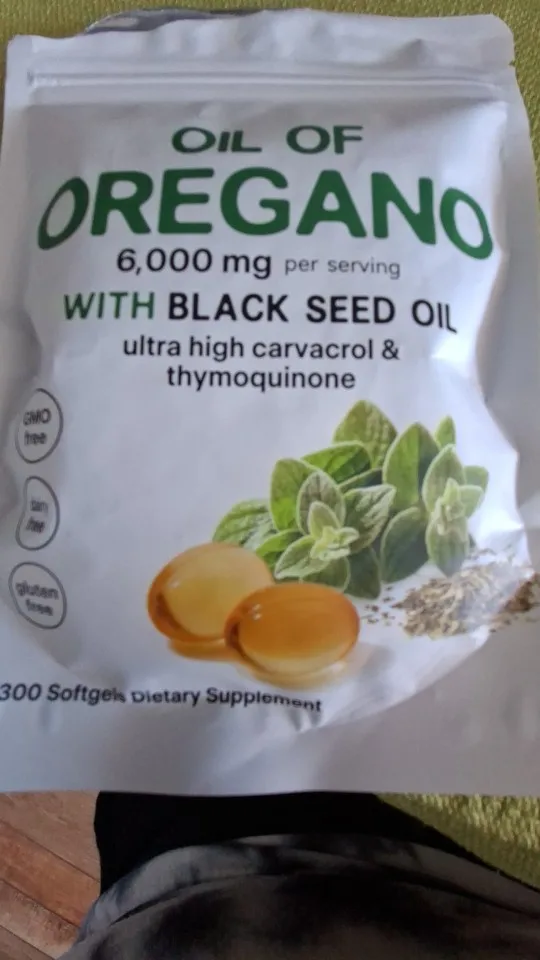 OIL OF
OREGANO
6,000 mg per serving
WITH BLACK SEED OIL
ultra high carvacrol &
thymoquinone
GMO
free
free
gluten
free
300 Softgels Dietary Supplement